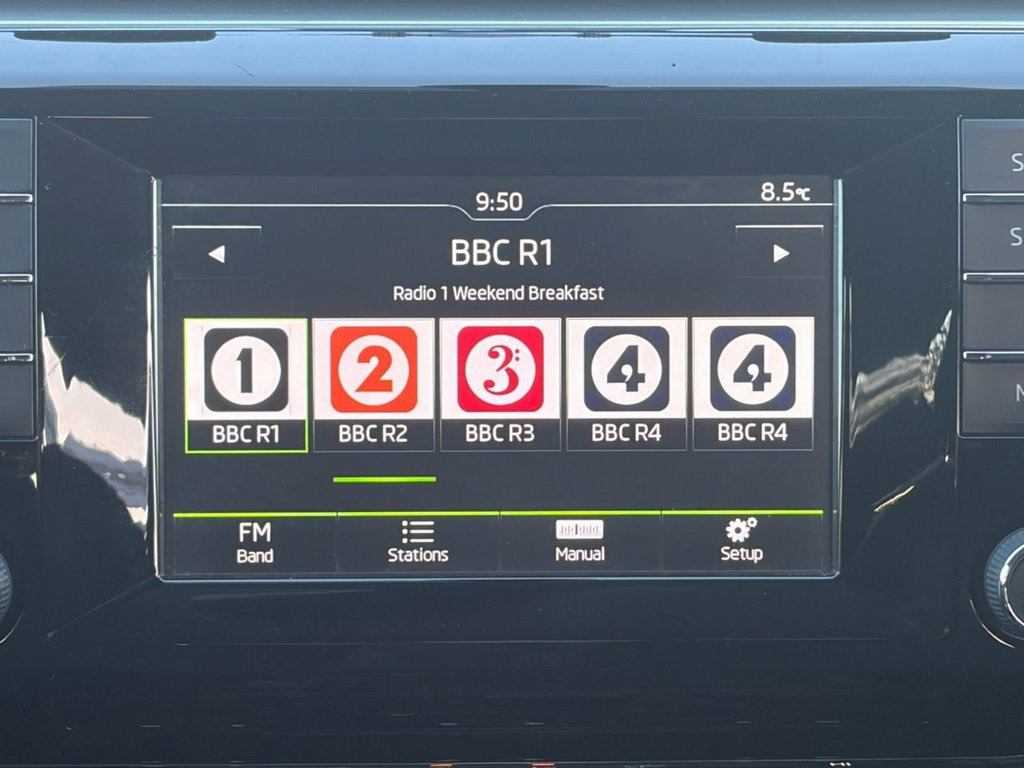 9:50
8.5°C
BBC R1
Radio 1 Weekend Breakfast
1 2 3 4 4
BBC R1 BBC R2 BBC R3 BBC R4 BBC R4
FM
Band Stations Manual Setup
S
S